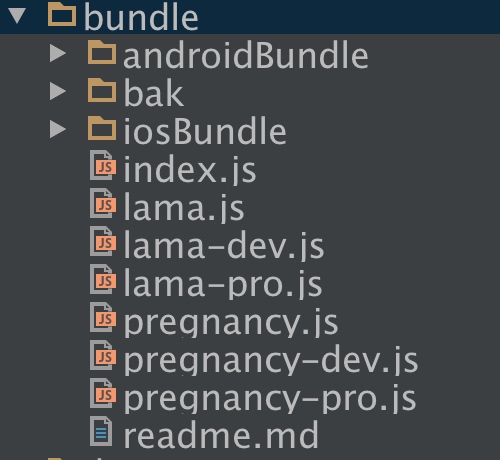 bundle
androidBundle
bak
iosBundle
JS index.js
JS lama.js
JS lama-dev.js
JS lama-pro.js
JS pregnancy.js
JS pregnancy-dev.js
JS pregnancy-pro.js
readme.md